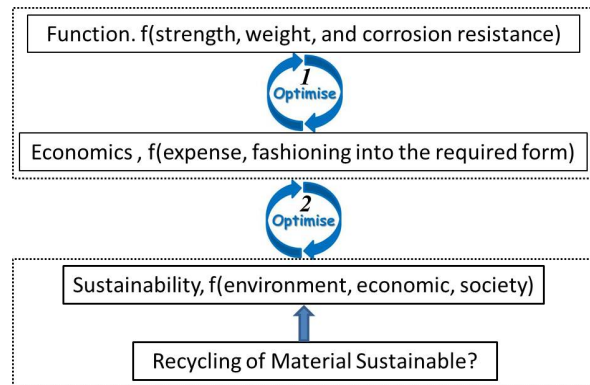 Function. f(strength, weight, and corrosion resistance)
1
Optimise
Economics , f(expense, fashioning into the required form)
2
Optimise
Sustainability, f(environment, economic, society)
Recycling of Material Sustainable?